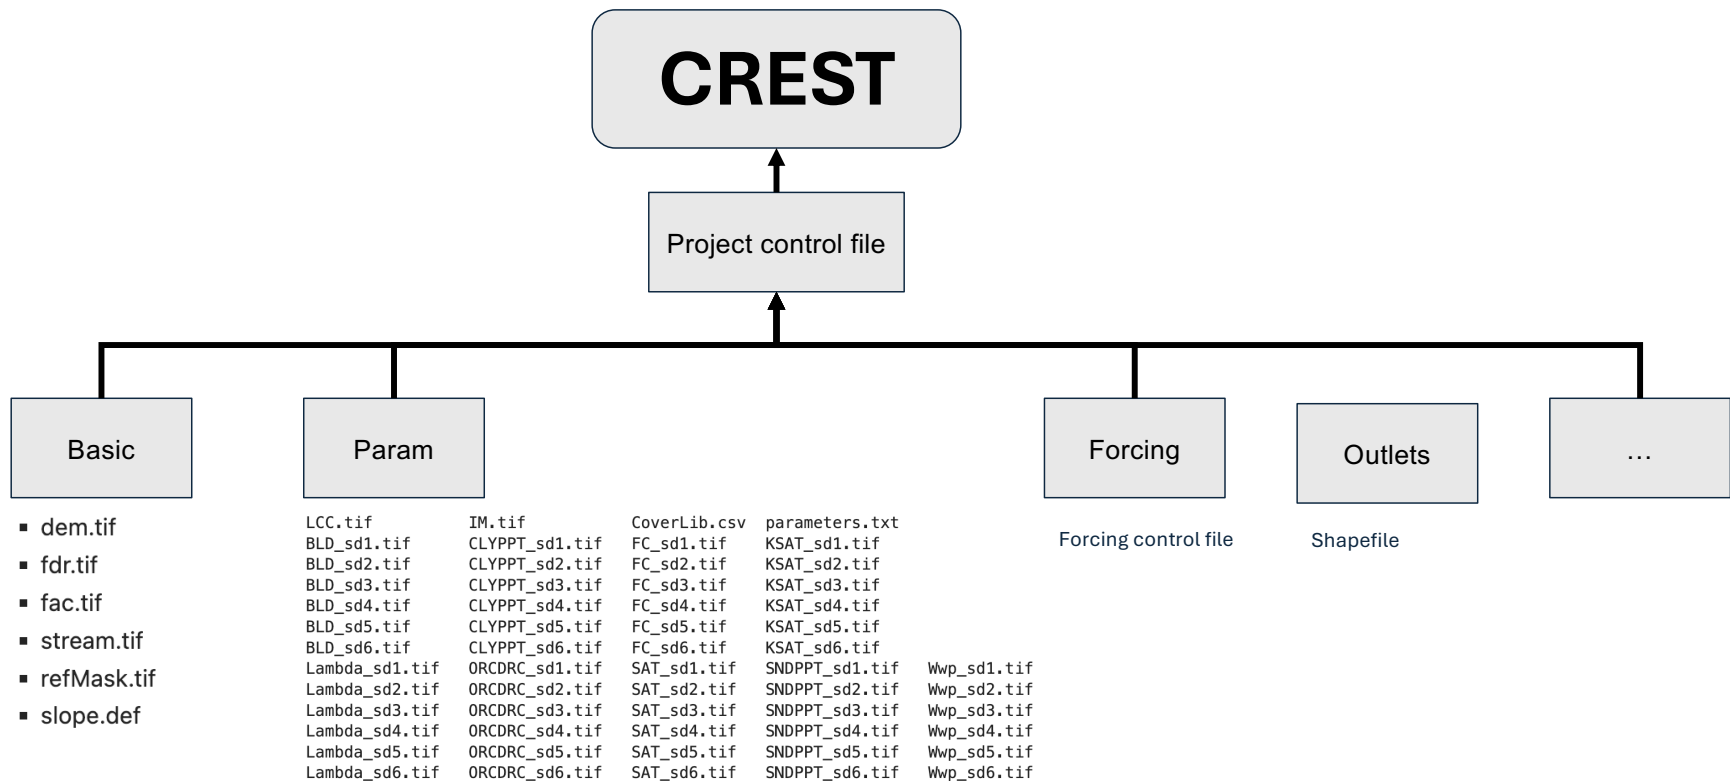 CREST
Project control file
Basic
Param
Forcing
Outlets
...
▪ dem.tif
▪ fdr.tif
▪ fac.tif
▪ stream.tif
▪ refMask.tif
▪ slope.def
LCC.tif IM.tif CoverLib.csv parameters.txt
BLD_sd1.tif CLYPPT_sd1.tif FC_sd1.tif KSAT_sd1.tif
BLD_sd2.tif CLYPPT_sd2.tif FC_sd2.tif KSAT_sd2.tif
BLD_sd3.tif CLYPPT_sd3.tif FC_sd3.tif KSAT_sd3.tif
BLD_sd4.tif CLYPPT_sd4.tif FC_sd4.tif KSAT_sd4.tif
BLD_sd5.tif CLYPPT_sd5.tif FC_sd5.tif KSAT_sd5.tif
BLD_sd6.tif CLYPPT_sd6.tif FC_sd6.tif KSAT_sd6.tif
Lambda_sd1.tif ORCDRC_sd1.tif SAT_sd1.tif SNDPPT_sd1.tif Wwp_sd1.tif
Lambda_sd2.tif ORCDRC_sd2.tif SAT_sd2.tif SNDPPT_sd2.tif Wwp_sd2.tif
Lambda_sd3.tif ORCDRC_sd3.tif SAT_sd3.tif SNDPPT_sd3.tif Wwp_sd3.tif
Lambda_sd4.tif ORCDRC_sd4.tif SAT_sd4.tif SNDPPT_sd4.tif Wwp_sd4.tif
Lambda_sd5.tif ORCDRC_sd5.tif SAT_sd5.tif SNDPPT_sd5.tif Wwp_sd5.tif
Lambda_sd6.tif ORCDRC_sd6.tif SAT_sd6.tif SNDPPT_sd6.tif Wwp_sd6.tif
Forcing control file
Shapefile